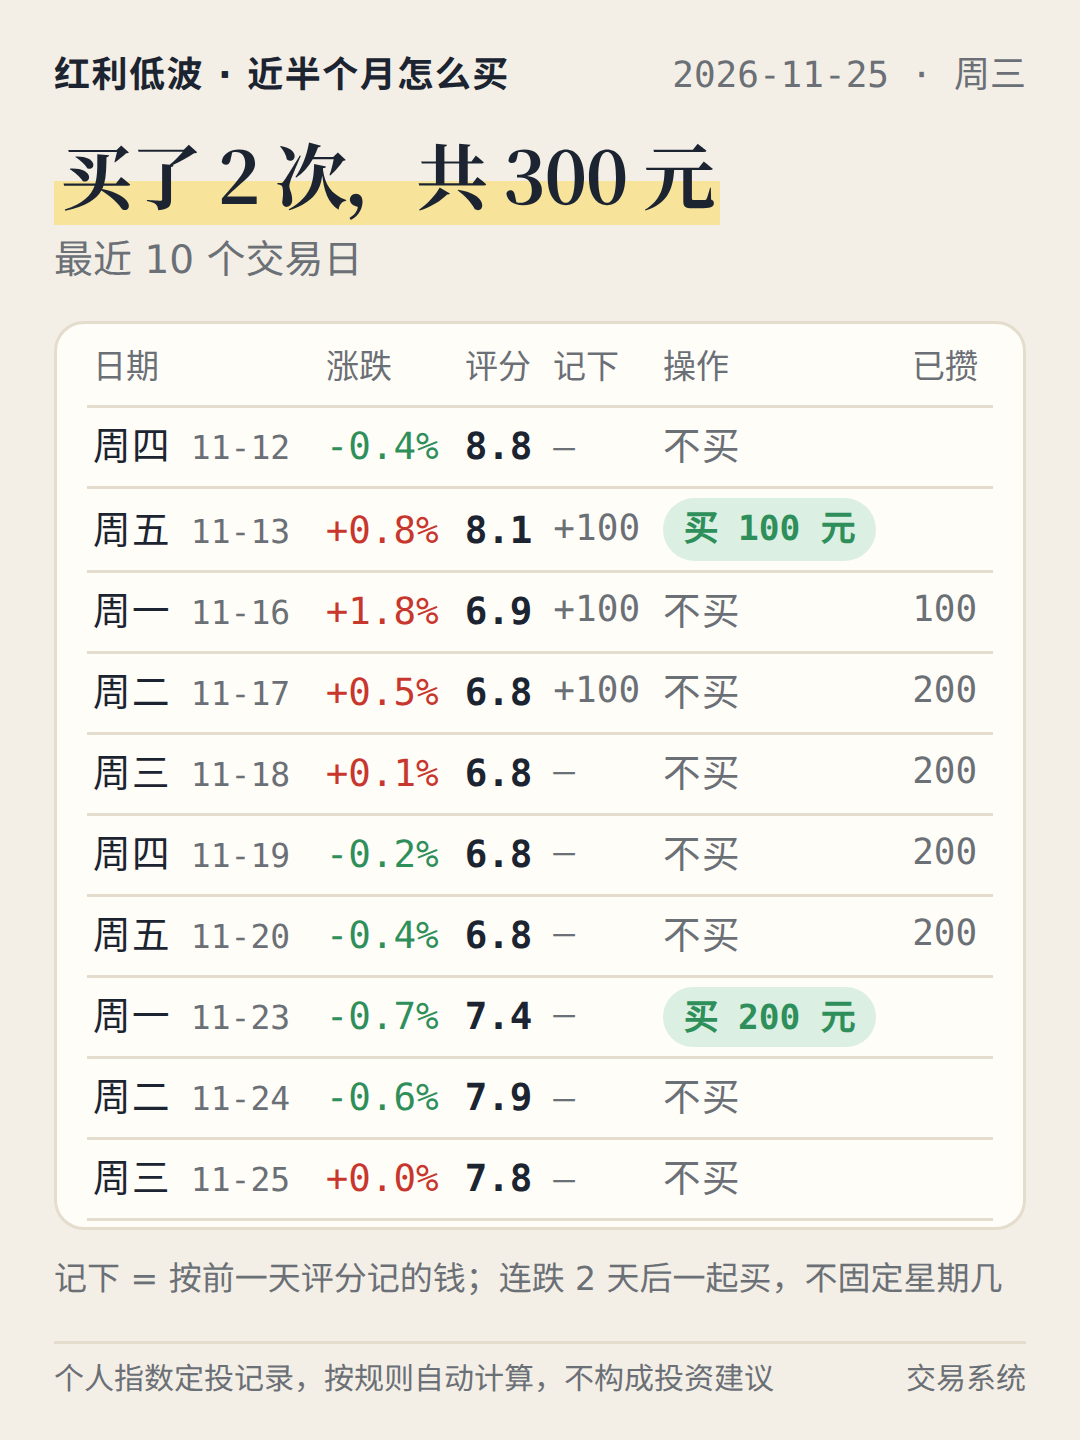 红利低波 · 近半个月怎么买 2026-11-25 · 周三
买了 2 次，共 300 元
最近 10 个交易日
日期 涨跌 评分 记下 操作 已攒
周四 11-12 -0.4% 8.8 — 不买
周五 11-13 +0.8% 8.1 +100 买 100 元
周一 11-16 +1.8% 6.9 +100 不买 100
周二 11-17 +0.5% 6.8 +100 不买 200
周三 11-18 +0.1% 6.8 — 不买 200
周四 11-19 -0.2% 6.8 — 不买 200
周五 11-20 -0.4% 6.8 — 不买 200
周一 11-23 -0.7% 7.4 — 买 200 元
周二 11-24 -0.6% 7.9 — 不买
周三 11-25 +0.0% 7.8 — 不买
记下 = 按前一天评分记的钱；连跌 2 天后一起买，不固定星期几
个人指数定投记录，按规则自动计算，不构成投资建议 交易系统